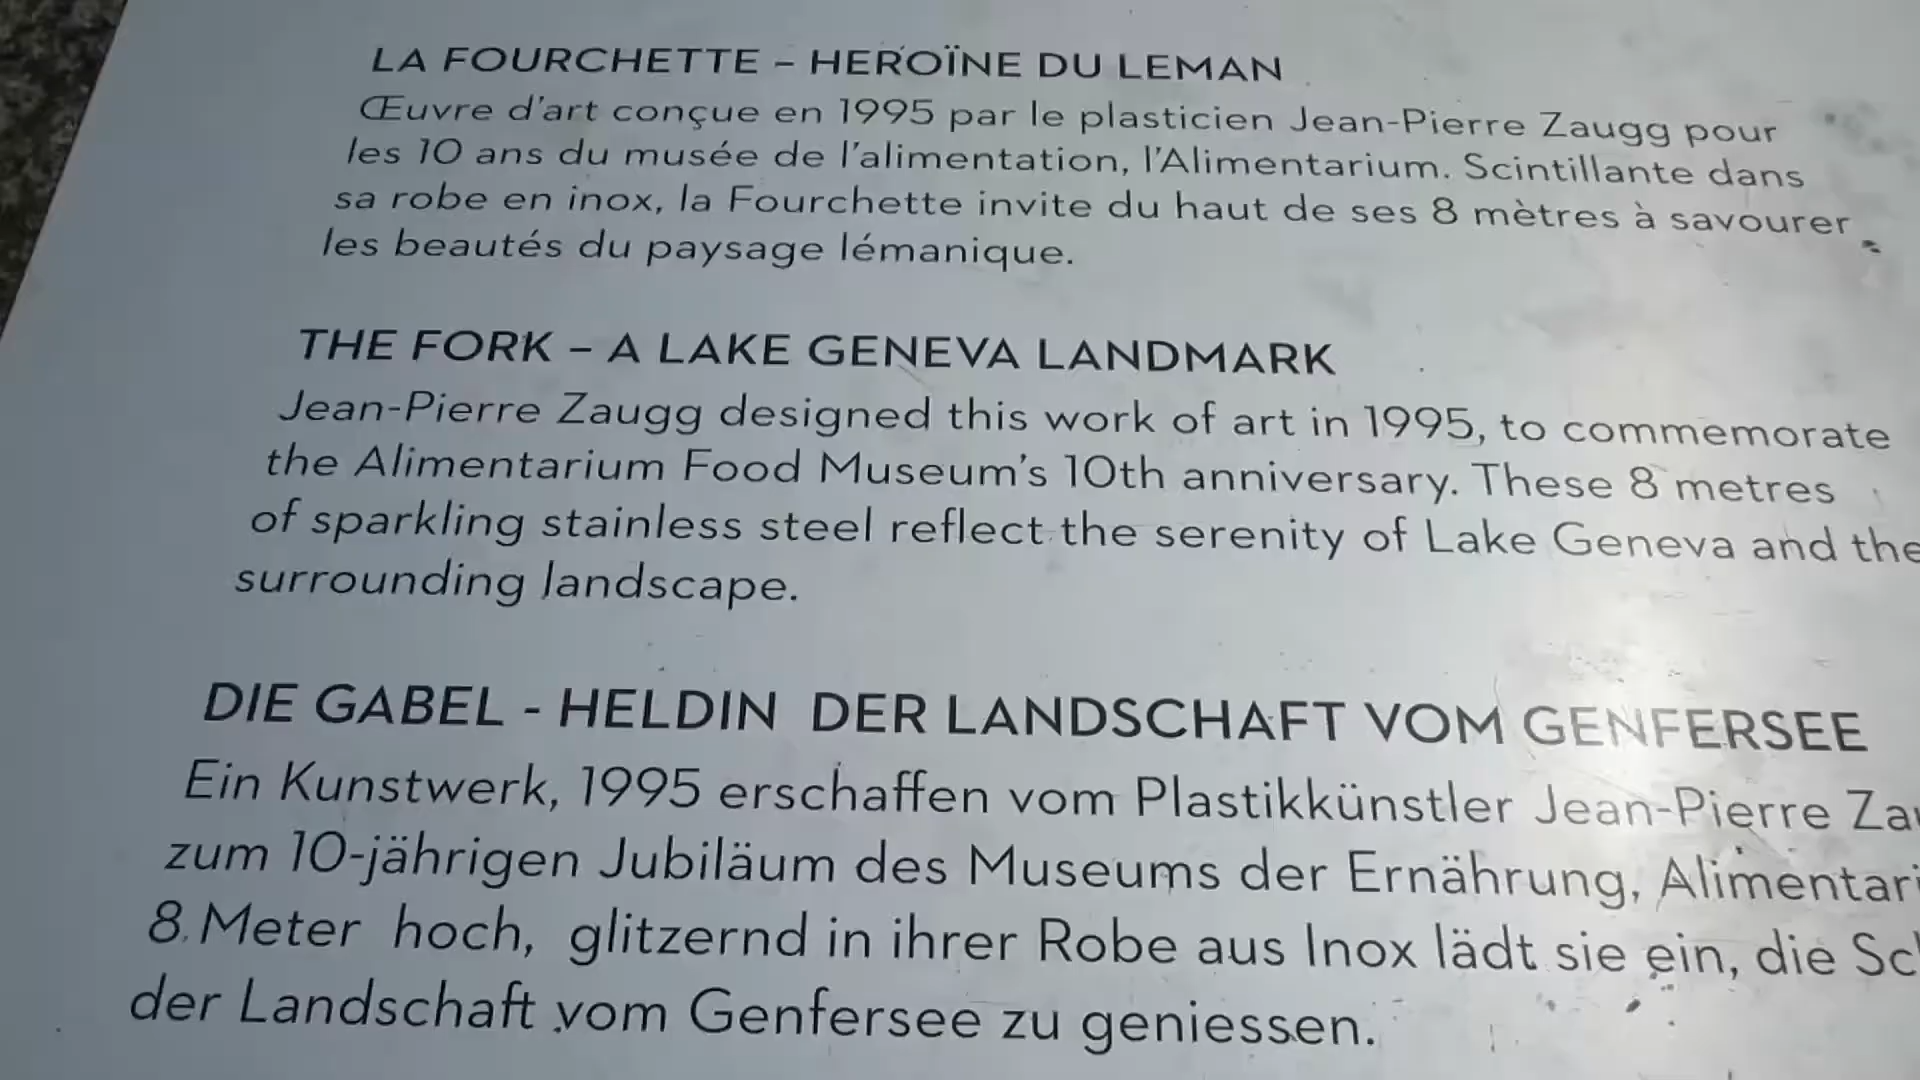 LA FOURCHETTE – HEROÏNE DU LEMAN
Œuvre d'art conçue en 1995 par le plasticien Jean-Pierre Zaugg pour
les 10 ans du musée de l'alimentation, l'Alimentarium. Scintillante dans
sa robe en inox, la Fourchette invite du haut de ses 8 mètres à savourer
les beautés du paysage lémanique.
THE FORK – A LAKE GENEVA LANDMARK
Jean-Pierre Zaugg designed this work of art in 1995, to commemorate
the Alimentarium Food Museum's 10th anniversary. These 8 metres
of sparkling stainless steel reflect the serenity of Lake Geneva and the
surrounding landscape.
DIE GABEL - HELDIN DER LANDSCHAFT VOM GENFERSEE
Ein Kunstwerk, 1995 erschaffen vom Plastikkünstler Jean-Pierre
zum 10-jährigen Jubiläum des Museums der Ernährung,
8 Meter hoch, glitzernd in ihrer Robe aus Inox lädt sie ein, die
der Landschaft vom Genfersee zu geniessen.